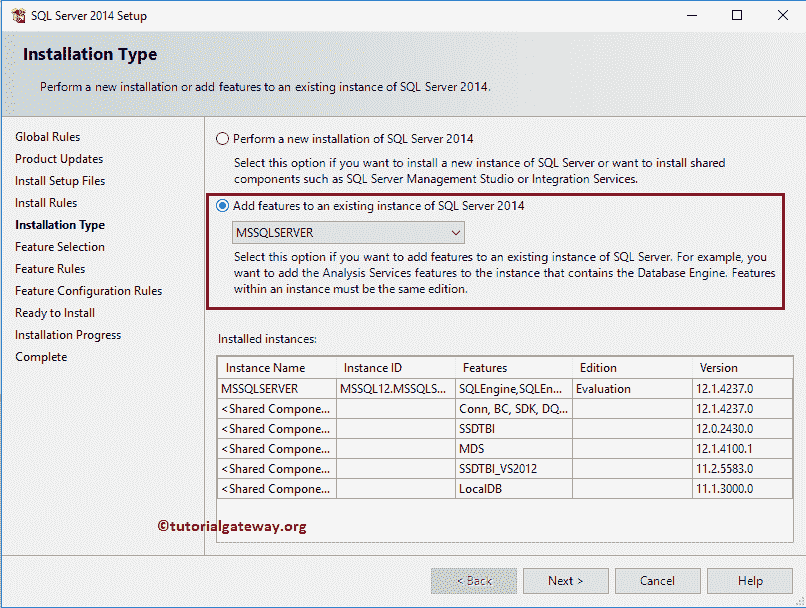 SQL Server 2014 Setup
Installation Type
Perform a new installation or add features to an existing instance of SQL Server 2014.
Global Rules
Product Updates
Install Setup Files
Install Rules
Installation Type
Feature Selection
Feature Rules
Feature Configuration Rules
Ready to Install
Installation Progress
Complete
Perform a new installation of SQL Server 2014
Select this option if you want to install a new instance of SQL Server or want to install shared
components such as SQL Server Management Studio or Integration Services.
Add features to an existing instance of SQL Server 2014
MSSQLSERVER
Select this option if you want to add features to an existing instance of SQL Server. For example, you
want to add the Analysis Services features to the instance that contains the Database Engine. Features
within an instance must be the same edition.
Installed instances:
Instance Name Instance ID Features Edition Version
MSSQLSERVER MSSQL12.MSSQLS... SQLEngine,SQLEn... Evaluation 12.1.4237.0
<Shared Compone... Conn, BC, SDK, DQ... 12.1.4237.0
<Shared Compone... SSDTBI 12.0.2430.0
<Shared Compone... MDS 12.1.4100.1
<Shared Compone... SSDTBI_VS2012 11.2.5583.0
<Shared Compone... LocalDB 11.1.3000.0
©tutorialgateway.org
< Back Next > Cancel Help